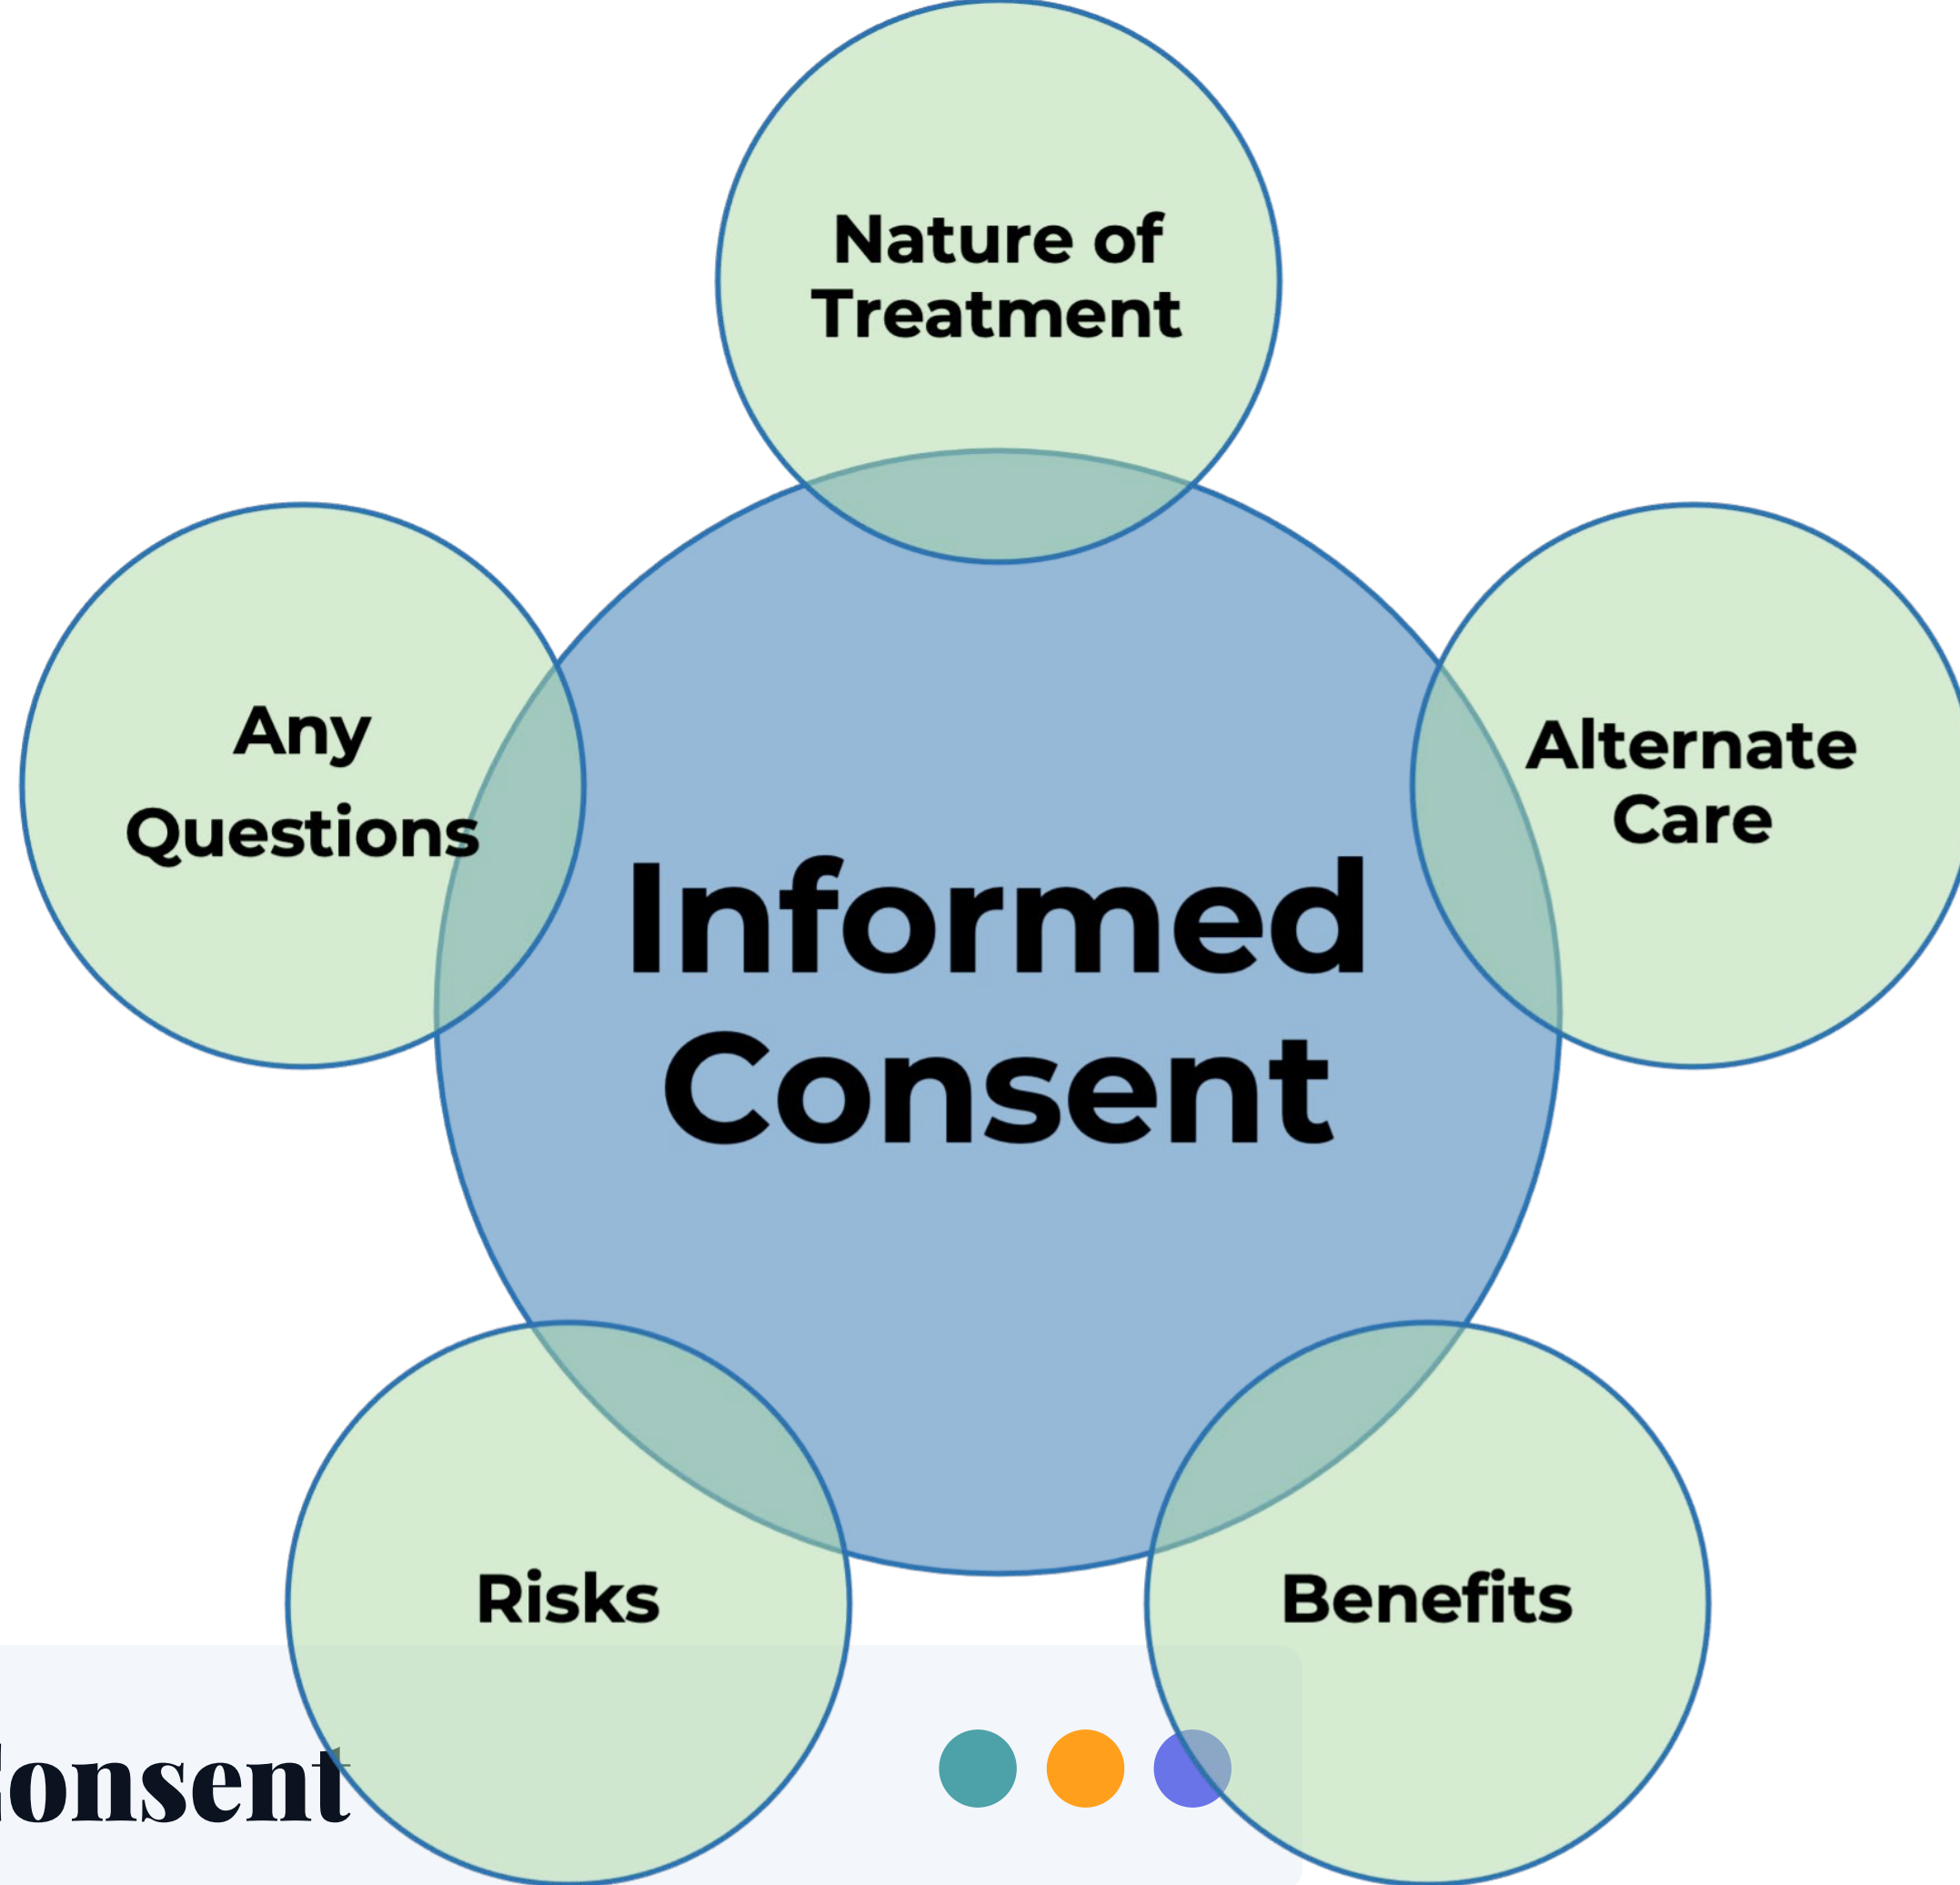 Nature of
Treatment
Any
Questions
Alternate
Care
Informed
Consent
Risks
Benefits
onsent